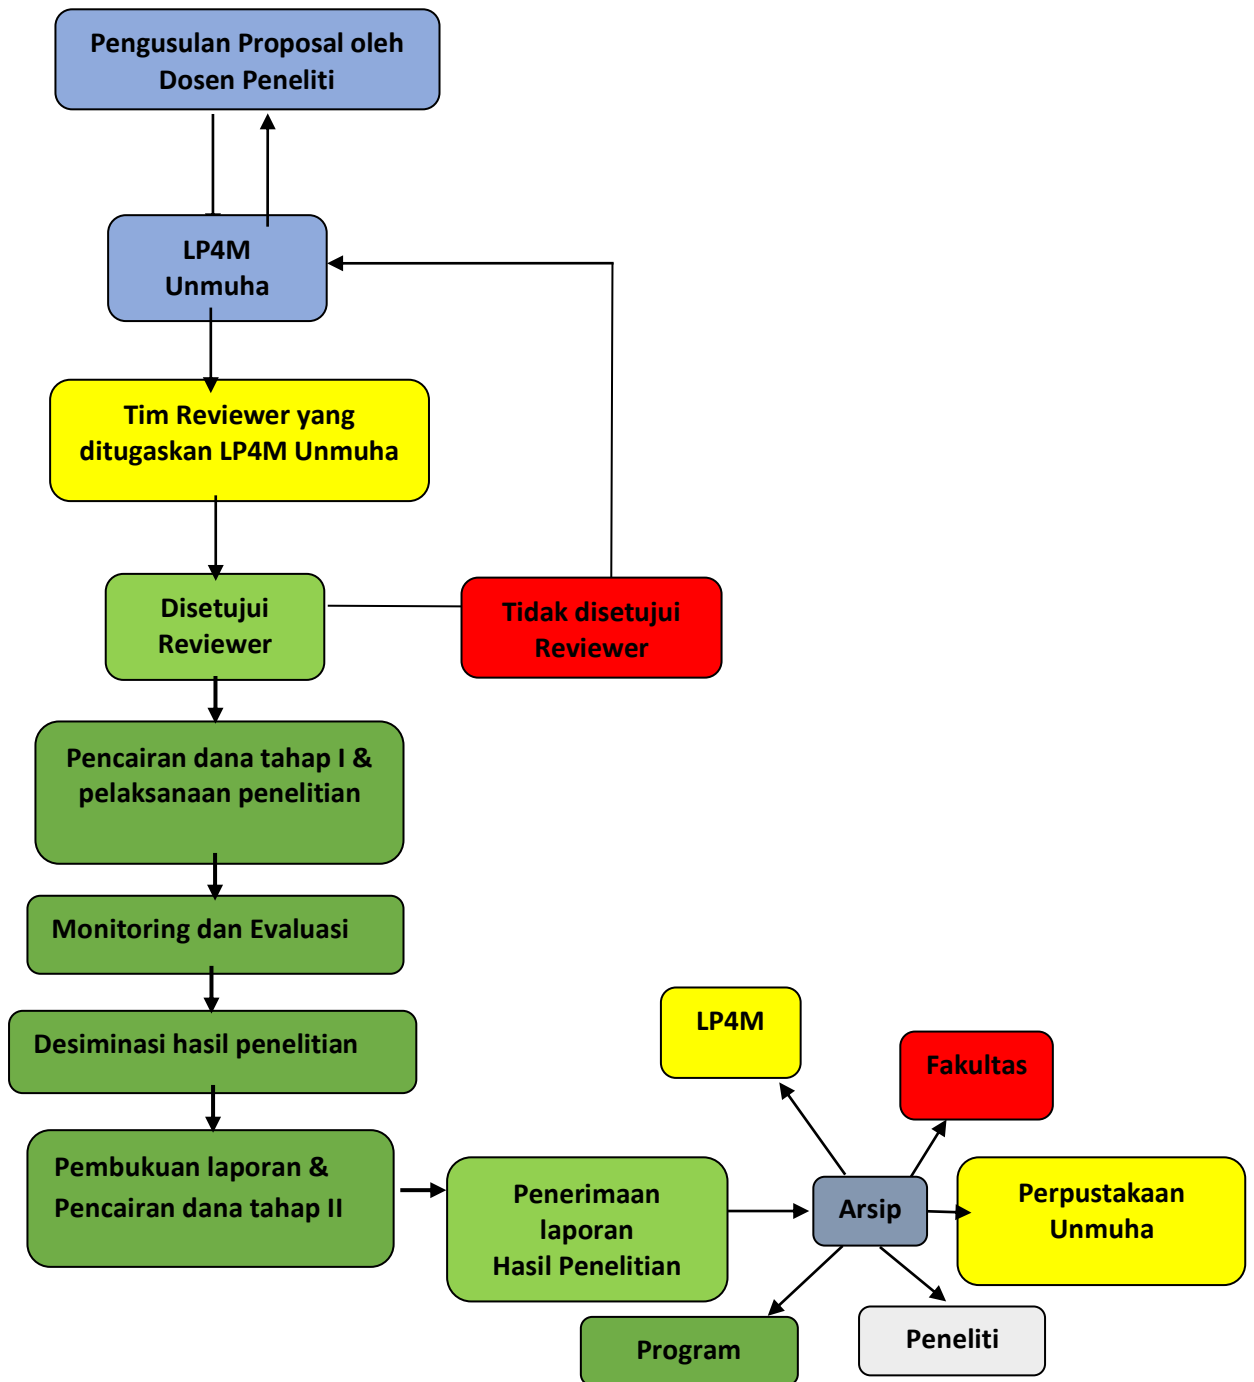 Pengusulan Proposal oleh
Dosen Peneliti
LP4M
Unmuha
Tim Reviewer yang
ditugaskan LP4M Unmuha
Disetujui
Reviewer
Tidak disetujui
Reviewer
Pencairan dana tahap I &
pelaksanaan penelitian
Monitoring dan Evaluasi
Desiminasi hasil penelitian
Pembukuan laporan &
Pencairan dana tahap II
Penerimaan
laporan
Hasil Penelitian
Arsip
LP4M
Fakultas
Perpustakaan
Unmuha
Peneliti
Program